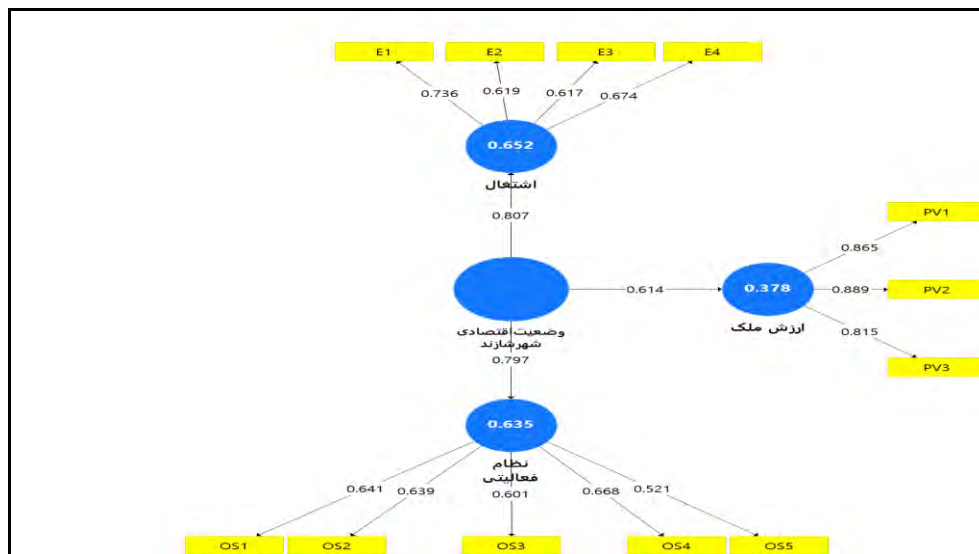 E1 E2 E3 E4
0.736 0.619 0.617 0.674
0.652
اشتغال
0.807
PV1
0.865
0.614 0.378 0.889 PV2
ارزش ملک
وضعیت اقتصادی
شهر شازند
0.815
0.797
PV3
0.635
نظام
فعالیتی
0.641 0.639 0.601 0.668 0.521
OS1 OS2 OS3 OS4 OS5